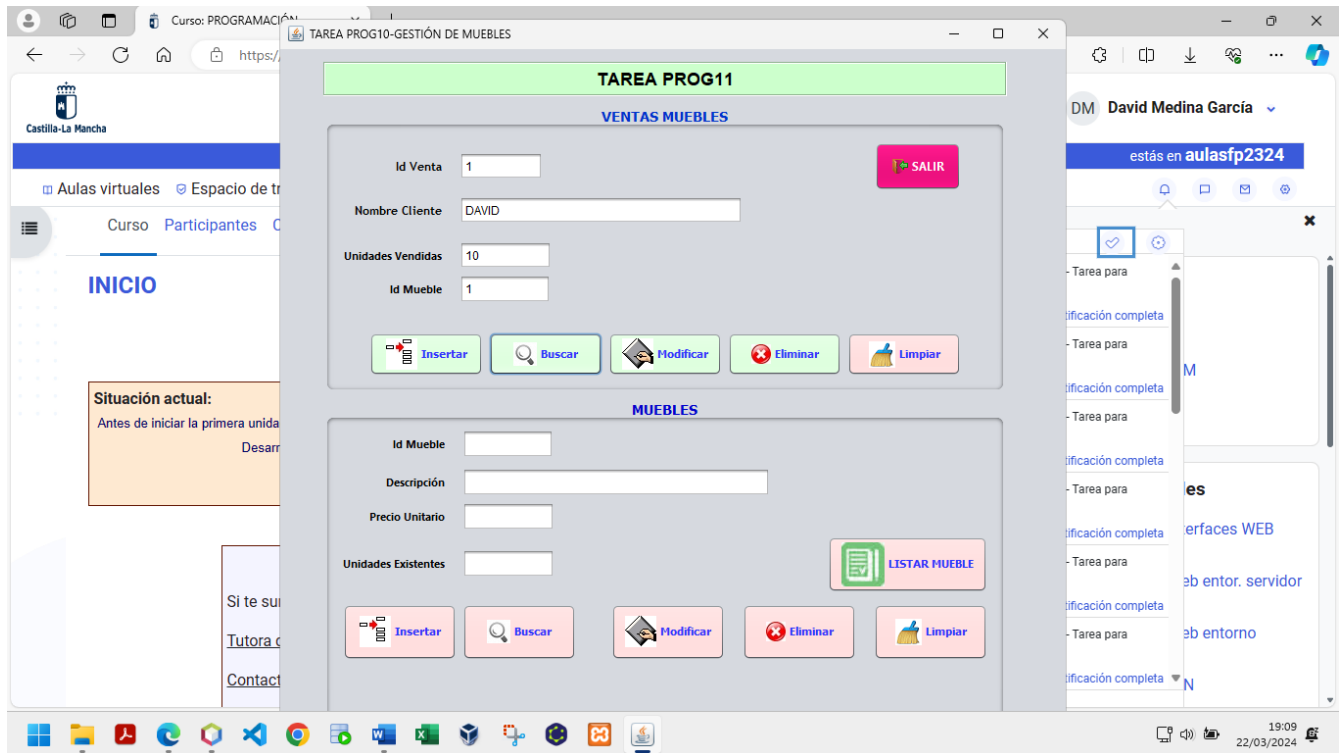 Curso: PROGRAMACIÓN
https:/
TAREA PROG10-GESTIÓN DE MUEBLES
Castilla-La Mancha
DM David Medina García
estás en aulasfp2324
Aulas virtuales Espacio de tr
Curso Participantes C
INICIO
Situación actual:
Antes de iniciar la primera unida
Desarr
Si te sur
Tutora d
Contact
TAREA PROG11
VENTAS MUEBLES
Id Venta 1
SALIR
Nombre Cliente DAVID
Unidades Vendidas 10
Id Mueble 1
Insertar Buscar Modificar Eliminar Limpiar
MUEBLES
Id Mueble
Descripción
Precio Unitario
Unidades Existentes
LISTAR MUEBLE
Insertar Buscar Modificar Eliminar Limpiar
- Tarea para
tificación completa
- Tarea para
tificación completa
- Tarea para
tificación completa
- Tarea para
tificación completa
- Tarea para
tificación completa
- Tarea para
tificación completa
M
les
erfaces WEB
eb entor. servidor
eb entorno
N
19:09
22/03/2024